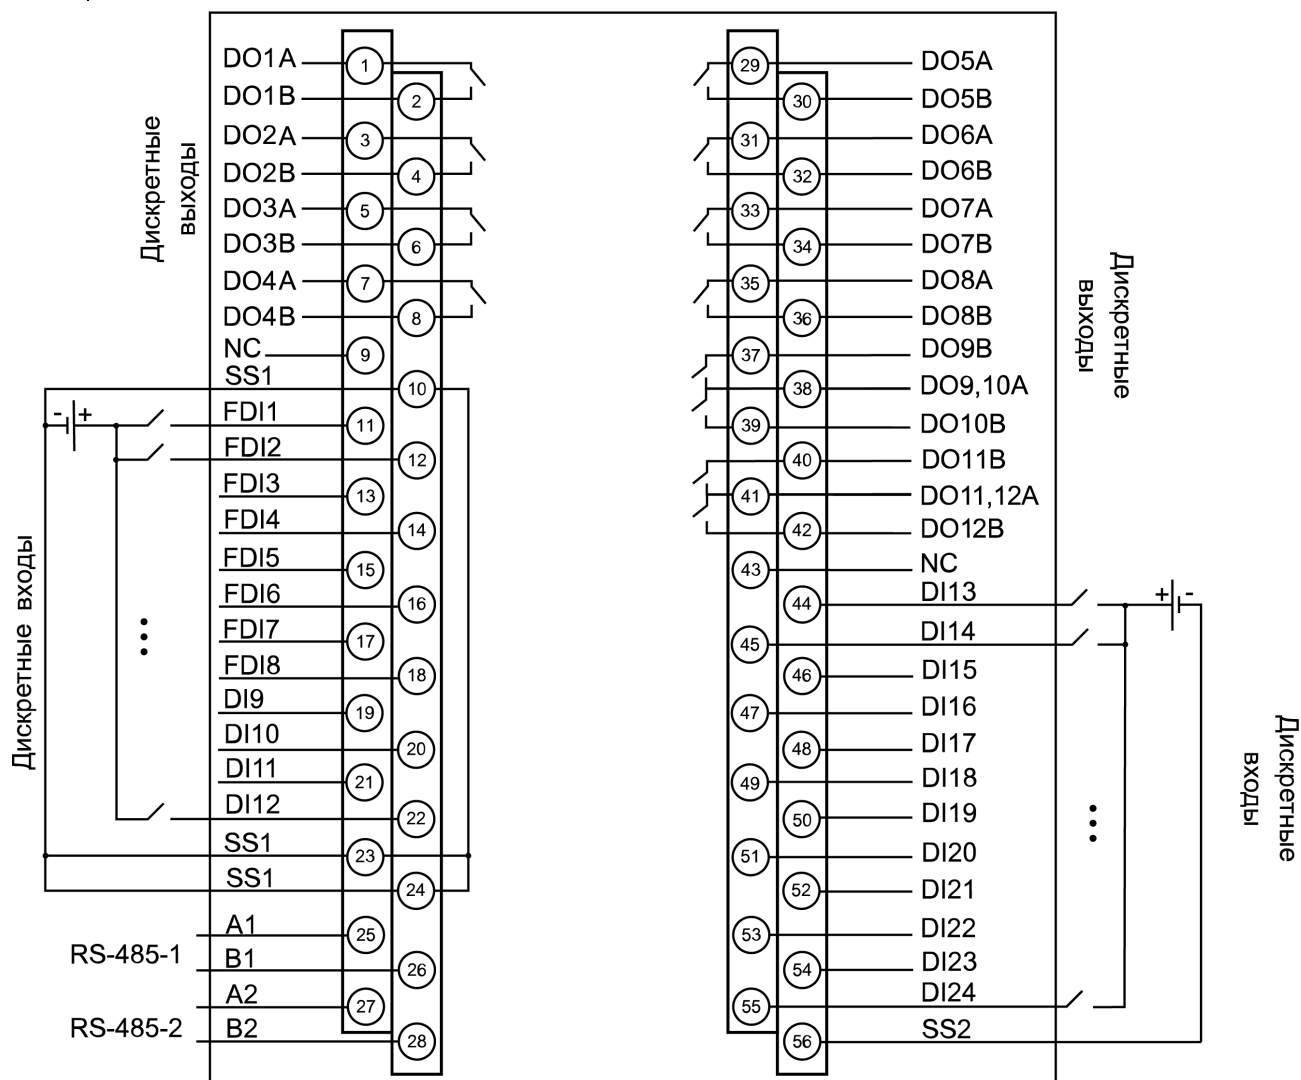 Дискретные
выходы
DO1A 1
DO1B 2
DO2A 3
DO2B 4
DO3A 5
DO3B 6
DO4A 7
DO4B 8
NC 9
SS1 10
- +
FDI1 11
FDI2 12
FDI3 13
FDI4 14
FDI5 15
FDI6 16
FDI7 17
FDI8 18
DI9 19
DI10 20
DI11 21
DI12 22
SS1 23
SS1 24
Дискретные входы
RS-485-1
A1 25
B1 26
RS-485-2
A2 27
B2 28
29 DO5A
30 DO5B
31 DO6A
32 DO6B
33 DO7A
34 DO7B
35 DO8A
36 DO8B
37 DO9B
38 DO9,10A
39 DO10B
40 DO11B
41 DO11,12A
42 DO12B
43 NC
44 DI13
45 DI14
46 DI15
47 DI16
48 DI17
49 DI18
50 DI19
51 DI20
52 DI21
53 DI22
54 DI23
55 DI24
56 SS2
Дискретные
выходы
+ -
Дискретные
входы